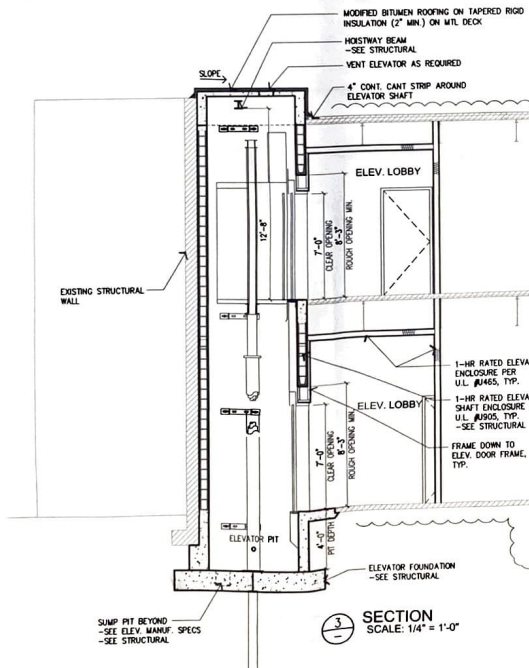 MODIFIED BITUMEN ROOFING ON TAPERED RIGID
INSULATION (2" MIN.) ON MTL DECK
HOISTWAY BEAM
-SEE STRUCTURAL
VENT ELEVATOR AS REQUIRED
SLOPE
4" CONT. CANT STRIP AROUND
ELEVATOR SHAFT
ELEV. LOBBY
12'-8"
7'-0"
CLEAR OPENING
8'-3"
ROUGH OPENING MIN.
EXISTING STRUCTURAL
WALL
1-HR RATED ELEVA
ENCLOSURE PER
U.L. #U465, TYP.
1-HR RATED ELEVA
SHAFT ENCLOSURE
U.L. #U905, TYP.
-SEE STRUCTURAL
ELEV. LOBBY
FRAME DOWN TO
ELEV. DOOR FRAME,
TYP.
7'-0"
CLEAR OPENING
8'-3"
ROUGH OPENING MIN.
4'-0"
PIT DEPTH
ELEVATOR PIT
ELEVATOR FOUNDATION
-SEE STRUCTURAL
SUMP PIT BEYOND
-SEE ELEV. MANUF. SPECS
-SEE STRUCTURAL
3
-
SECTION
SCALE: 1/4" = 1'-0"